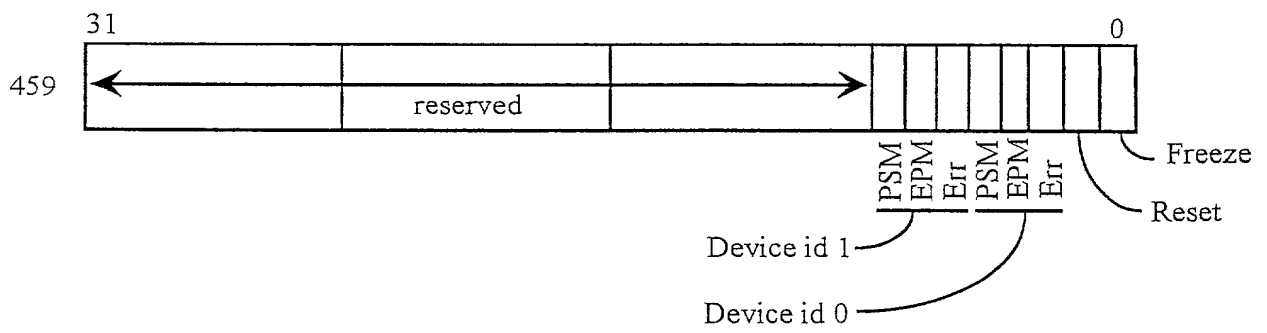 31
0
459
reserved
PSM
EPM
Err
PSM
EPM
Err
Freeze
Reset
Device id 1
Device id 0